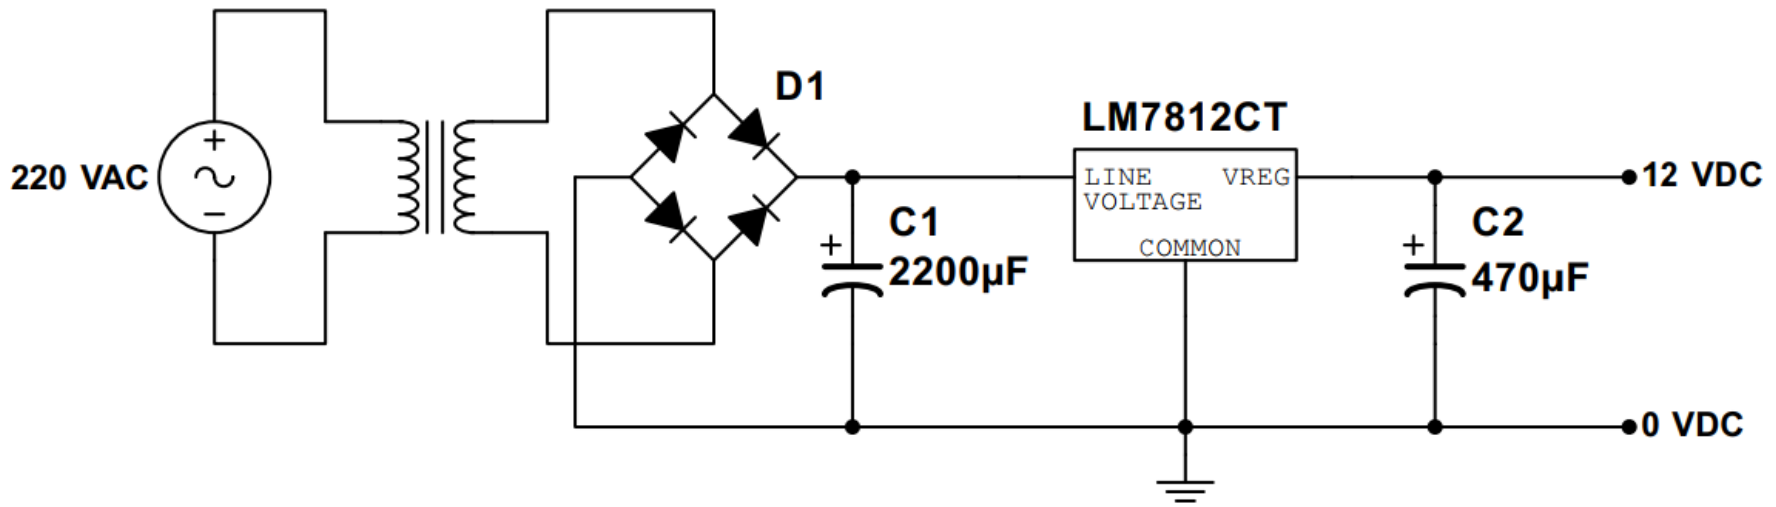 D1
LM7812CT
220 VAC
LINE VREG
VOLTAGE
COMMON
12 VDC
C1
2200µF
C2
470µF
0 VDC